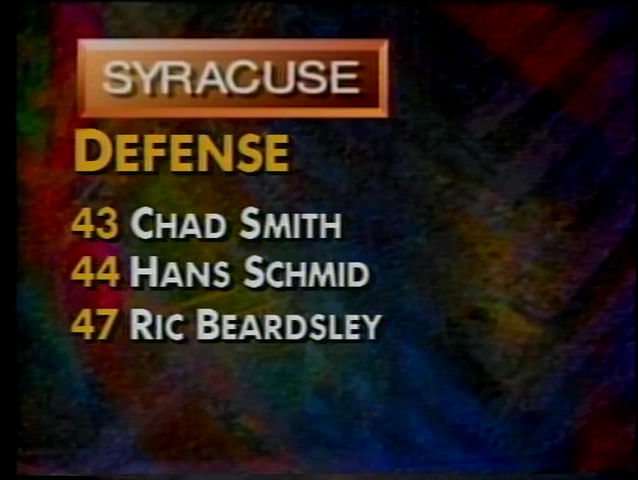 SYRACUSE
DEFENSE
43 CHAD SMITH
44 HANS SCHMID
47 RIC BEARDSLEY